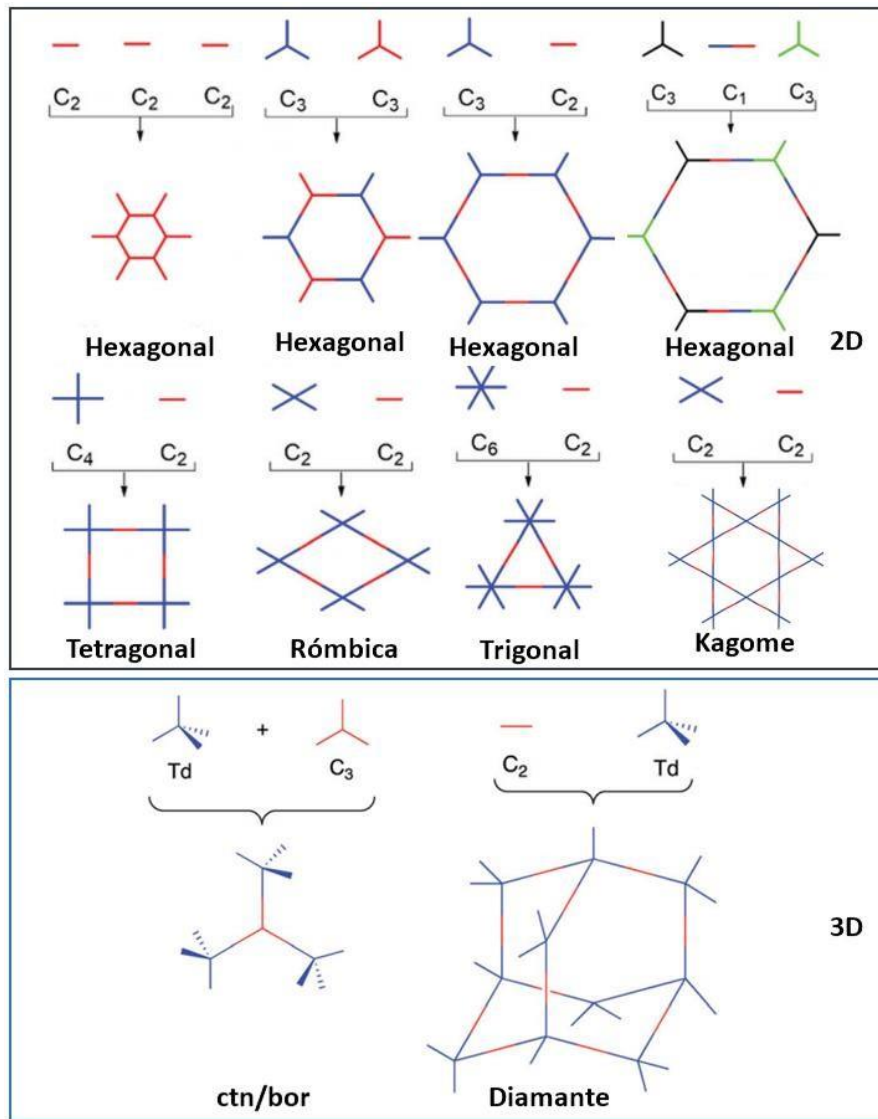 C2 C2 C2 C3 C3 C3 C2 C3 C1 C3
Hexagonal Hexagonal Hexagonal Hexagonal 2D
C4 C2 C2 C2 C6 C2 C2 C2
Tetragonal Rómbica Trigonal Kagome
+
Td C3 C2 Td
3D
ctn/bor Diamante